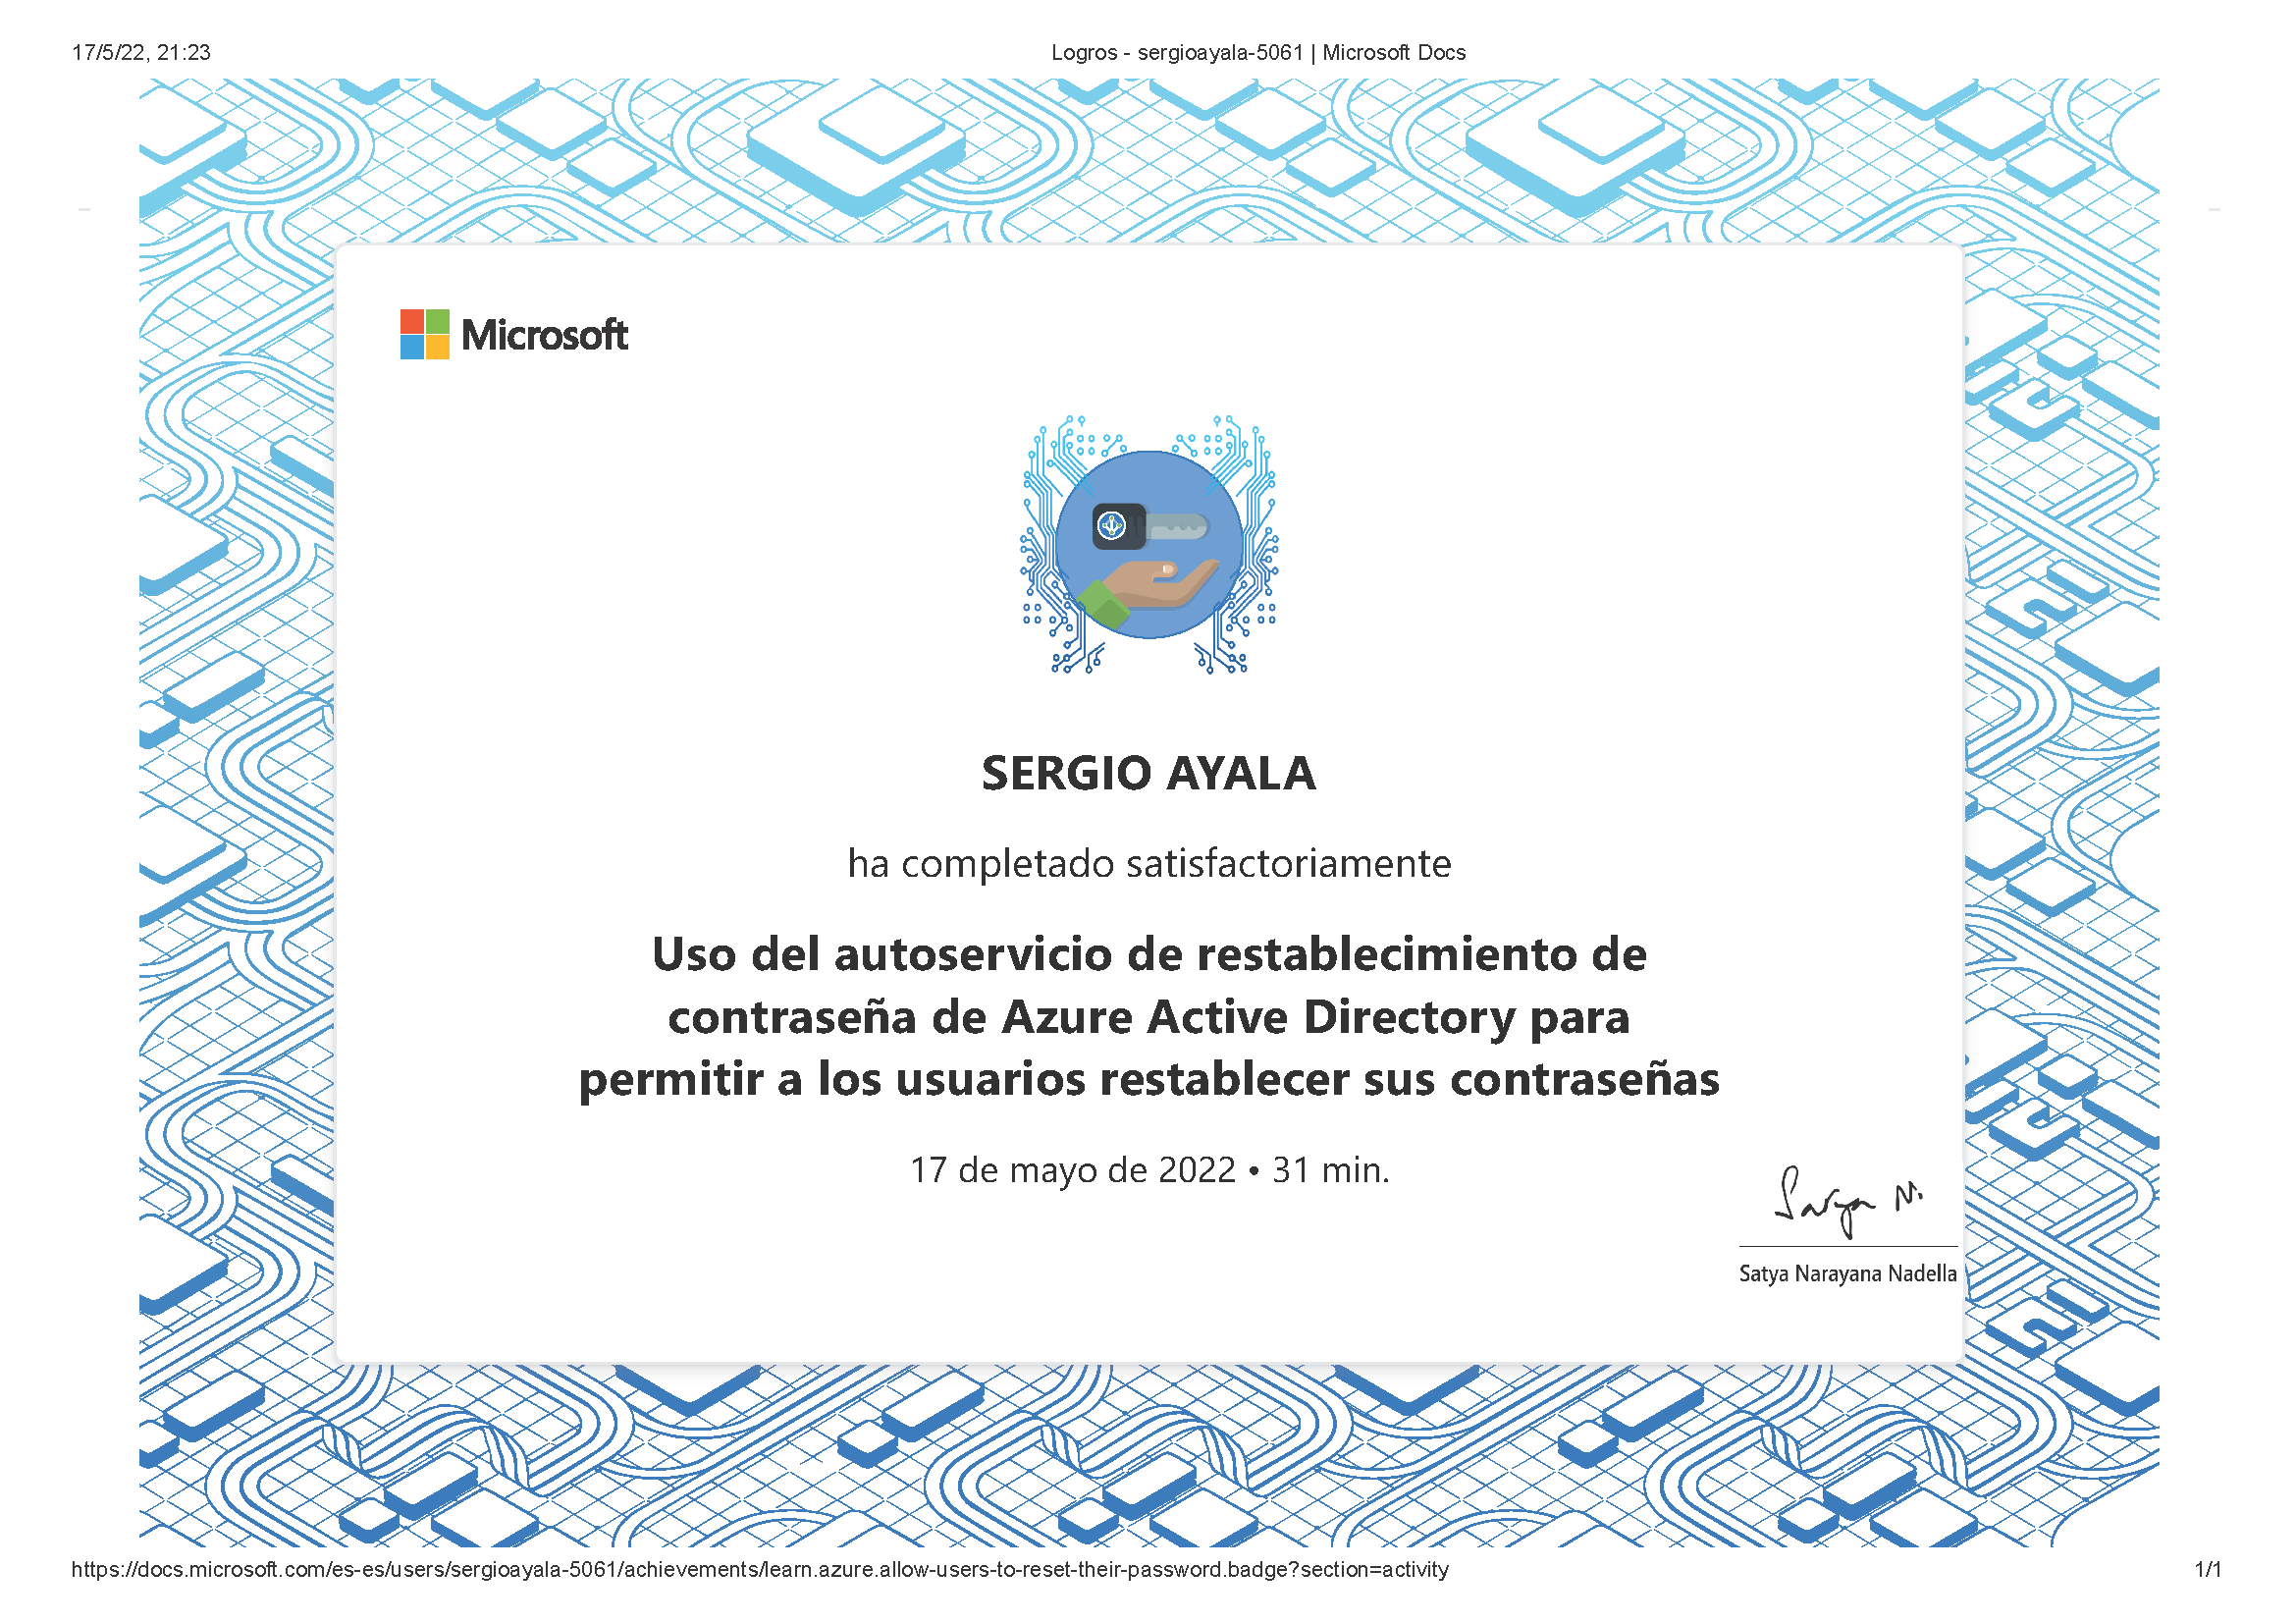 17/5/22, 21:23
Logros - sergioayala-5061 | Microsoft Docs
Microsoft
SERGIO AYALA
ha completado satisfactoriamente
Uso del autoservicio de restablecimiento de
contraseña de Azure Active Directory para
permitir a los usuarios restablecer sus contraseñas
17 de mayo de 2022 • 31 min.
Satya N.
Satya Narayana Nadella
https://docs.microsoft.com/es-es/users/sergioayala-5061/achievements/learn.azure.allow-users-to-reset-their-password.badge?section=activity
1/1